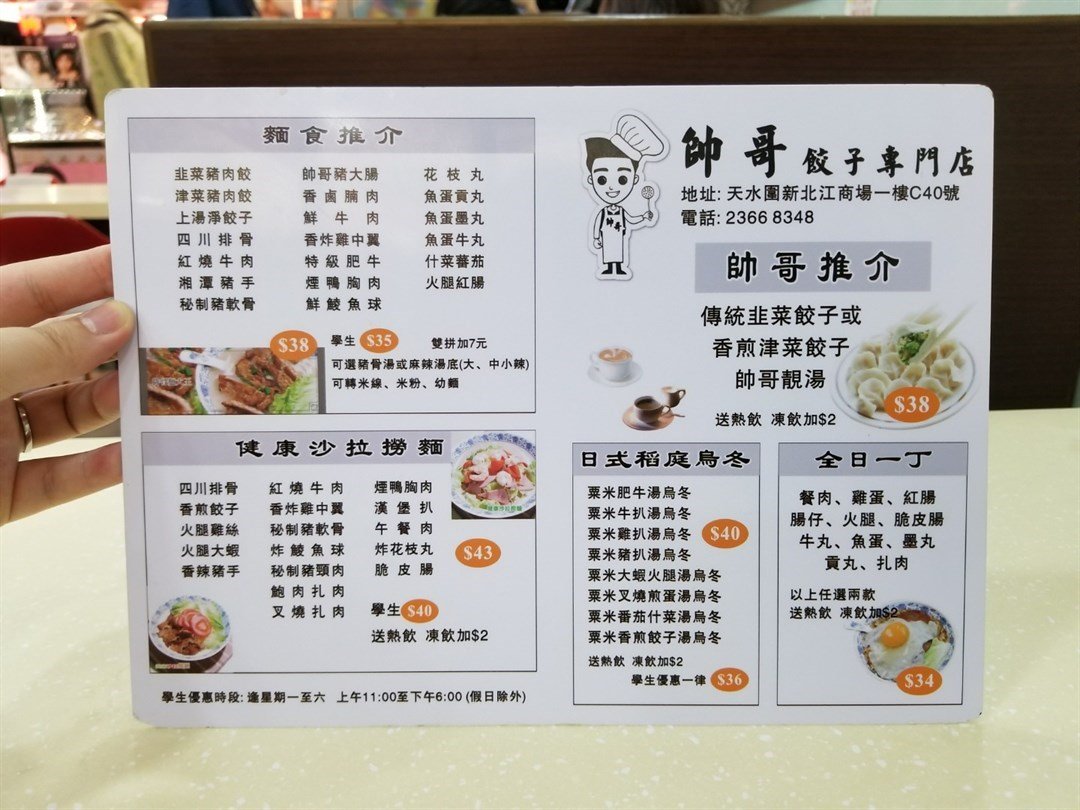 麵食推介
韭菜豬肉餃 帥哥豬大腸 花枝丸
津菜豬肉餃 香鹵腩肉 魚蛋貢丸
上湯淨餃子 鮮牛肉 魚蛋墨丸
四川排骨 香炸雞中翼 魚蛋牛丸
紅燒牛肉 特級肥牛 什菜蕃茄
湘潭豬手 煙鴨胸肉 火腿紅腸
秘制豬軟骨 鮮鯪魚球
$38 學生 $35 雙拼加7元
可選豬骨湯或麻辣湯底(大、中小辣)
可轉米線、米粉、幼麵
健康沙拉撈麵
四川排骨 紅燒牛肉 煙鴨胸肉
香煎餃子 香炸雞中翼 漢堡扒
火腿雞絲 秘制豬軟骨 午餐肉
火腿大蝦 炸鯪魚球 炸花枝丸 $43
香辣豬手 秘制豬頸肉 脆皮腸
鮑肉扎肉
叉燒扎肉 學生 $40
送熱飲 凍飲加$2
學生優惠時段: 逢星期一至六 上午11:00至下午6:00 (假日除外)
帥哥 餃子專門店
地址: 天水圍新北江商場一樓C40號
電話: 2366 8348
帥哥
帥哥推介
傳統韭菜餃子或
香煎津菜餃子
帥哥靚湯
$38
送熱飲 凍飲加$2
日式稻庭烏冬
粟米肥牛湯烏冬
粟米牛扒湯烏冬
粟米雞扒湯烏冬 $40
粟米豬扒湯烏冬
粟米大蝦火腿湯烏冬
粟米叉燒煎蛋湯烏冬
粟米番茄什菜湯烏冬
粟米香煎餃子湯烏冬
送熱飲 凍飲加$2
學生優惠一律 $36
全日一丁
餐肉、雞蛋、紅腸
腸仔、火腿、脆皮腸
牛丸、魚蛋、墨丸
貢丸、扎肉
以上任選兩款
送熱飲 凍飲加$2
$34